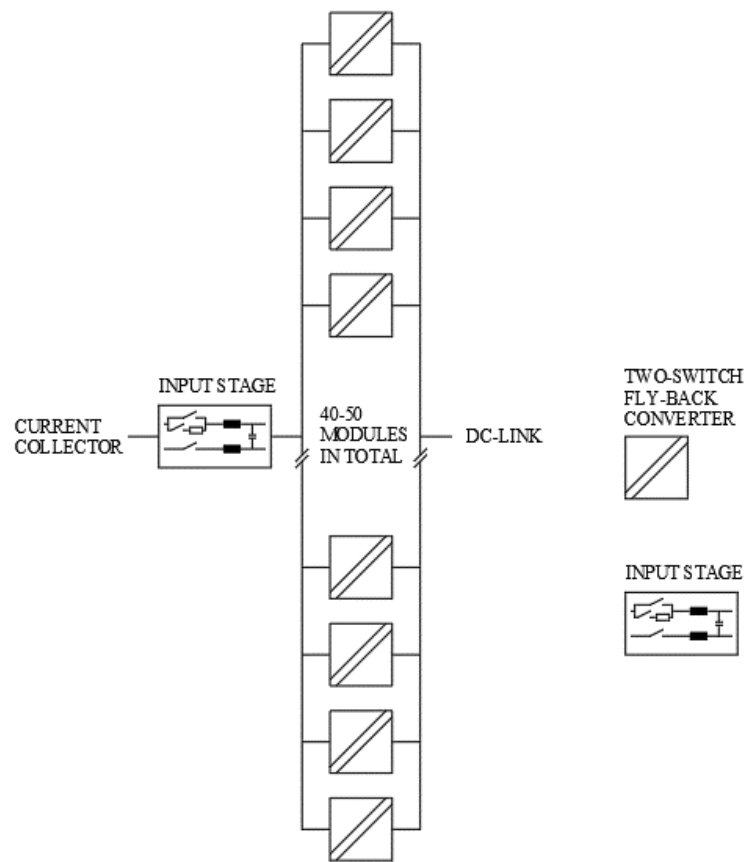 INPUT STAGE
CURRENT
COLLECTOR
40-50
MODULES
IN TOTAL
DC-LINK
TWO-SWITCH
FLY-BACK
CONVERTER
INPUT STAGE